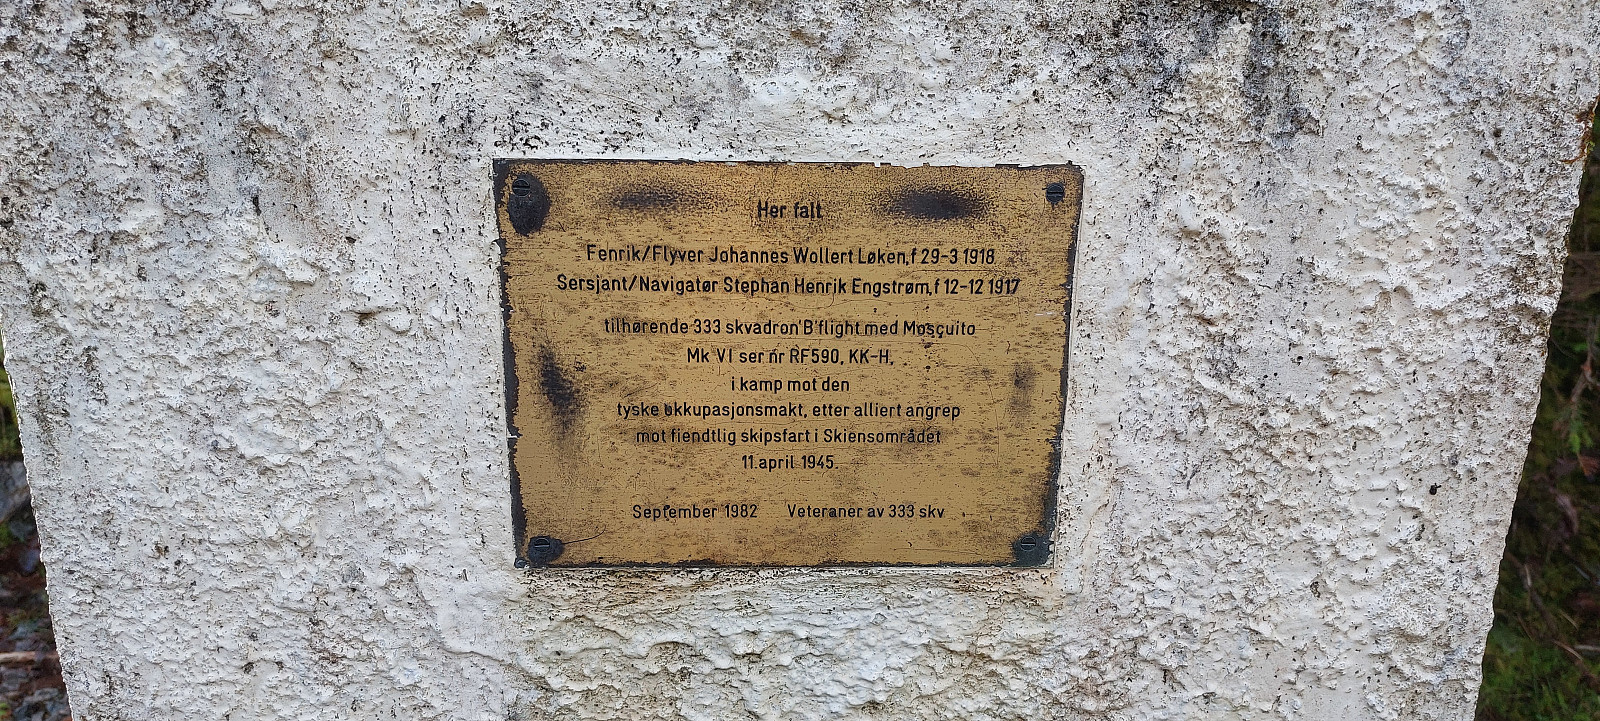 Her falt
Fenrik/Flyver Johannes Wollert Løken,f 29-3 1918
Sersjant/Navigatør Stephan Henrik Engstrøm,f 12-12 1917
tilhørende 333 skvadron'B'flight med Mosquito
Mk VI ser nr RF590, KK-H,
i kamp mot den
tyske okkupasjonsmakt, etter alliert angrep
mot fiendtlig skipsfart i Skiensområdet
11.april 1945.
September 1982 Veteraner av 333 skv